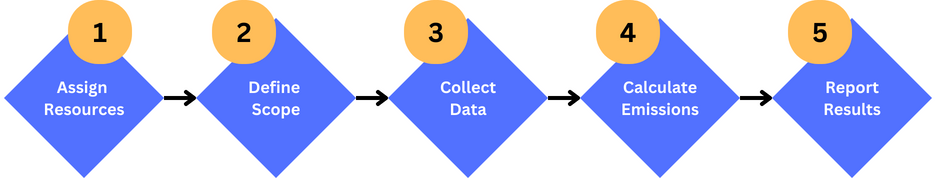 1
Assign
Resources
2
Define
Scope
3
Collect
Data
4
Calculate
Emissions
5
Report
Results